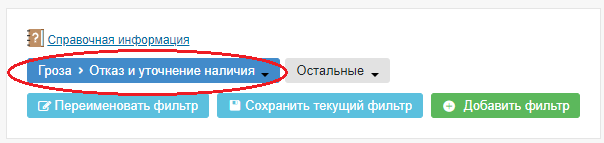 Справочная информация
Гроза > Отказ и уточнение наличия Остальные
Переименовать фильтр Сохранить текущий фильтр Добавить фильтр